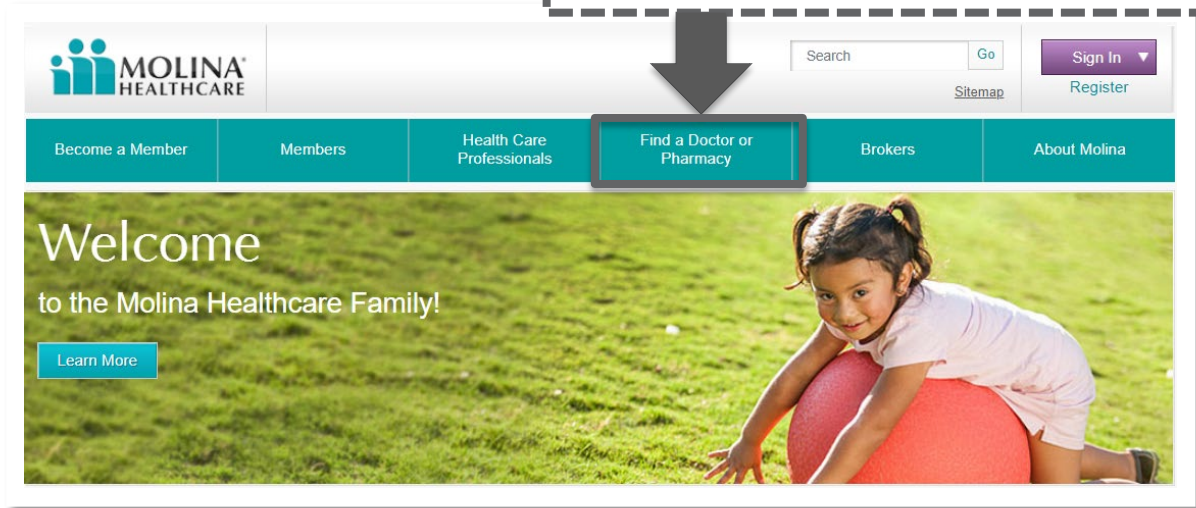 MOLINA®
HEALTHCARE
Search
Go
Sitemap
Sign In ▼
Register
Become a Member
Members
Health Care
Professionals
Find a Doctor or
Pharmacy
Brokers
About Molina
Welcome
to the Molina Healthcare Family!
Learn More